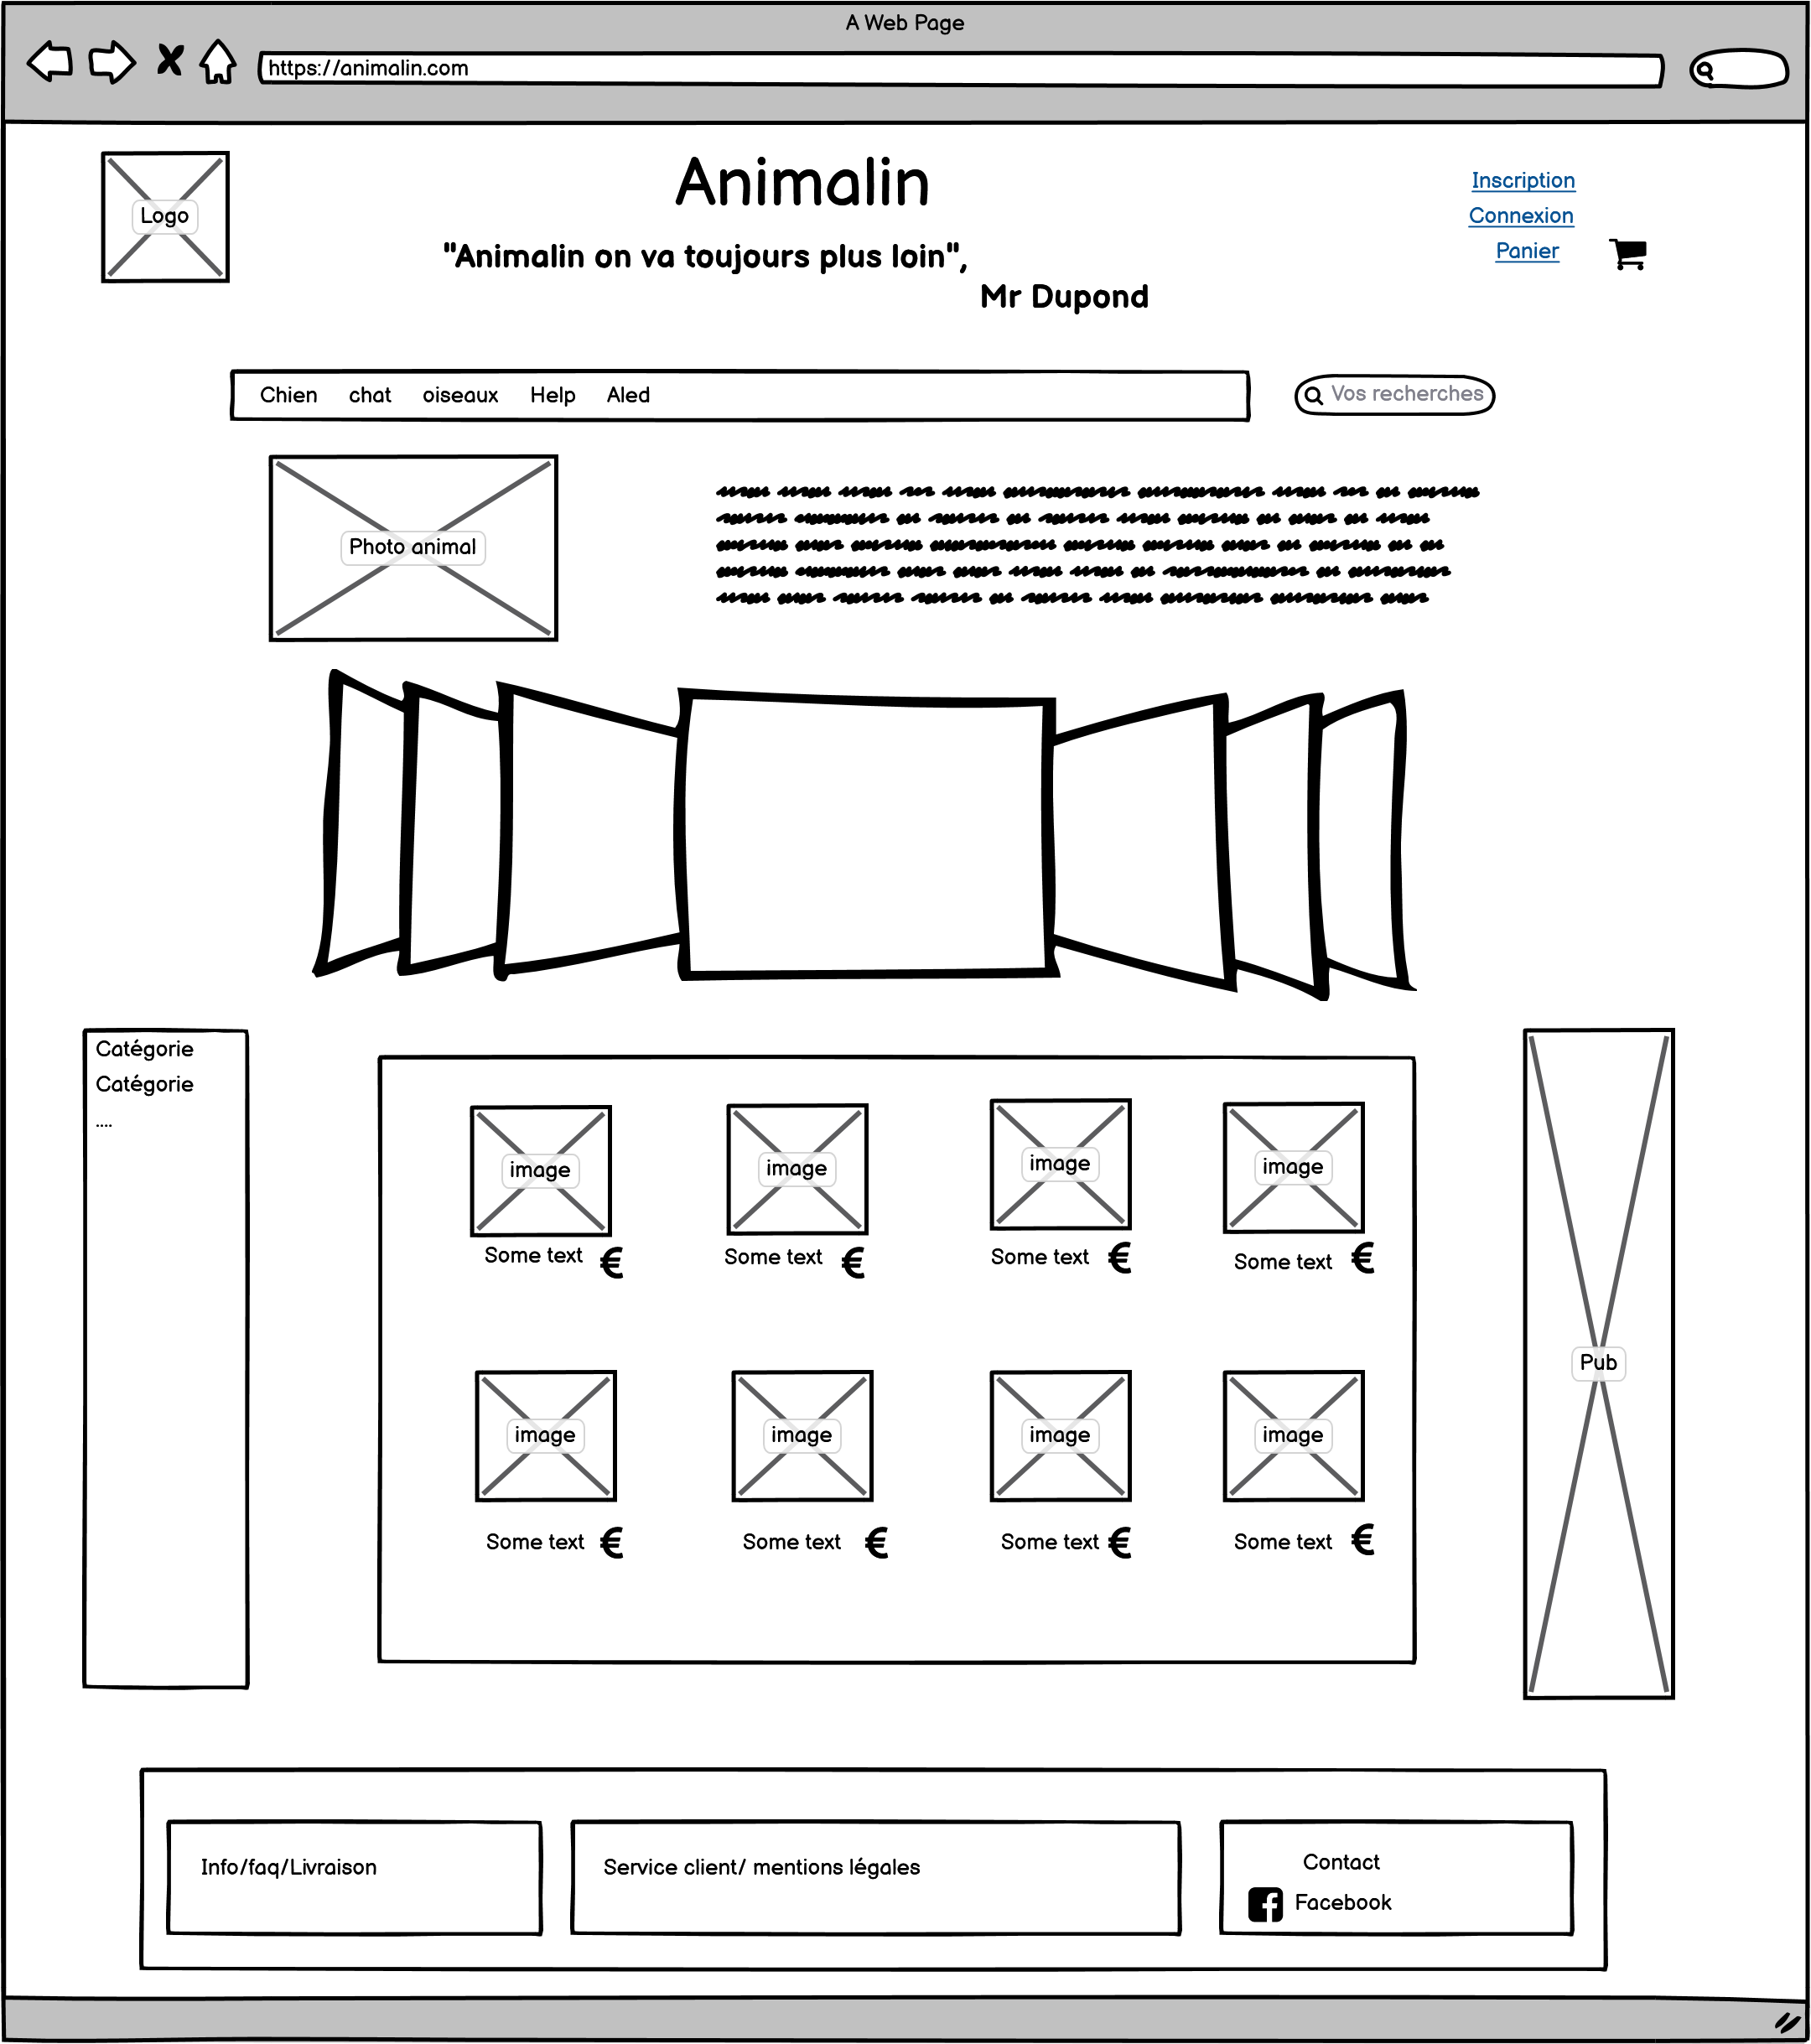 A Web Page
https://animalin.com
Logo
Animalin
"Animalin on va toujours plus loin",
Mr Dupond
Inscription
Connexion
Panier
Chien chat oiseaux Help Aled
Vos recherches
Photo animal
Catégorie
Catégorie
....
image image image image
Some text € Some text € Some text € Some text €
image image image image
Some text € Some text € Some text € Some text €
Pub
Info/faq/Livraison
Service client/ mentions légales
Contact
Facebook